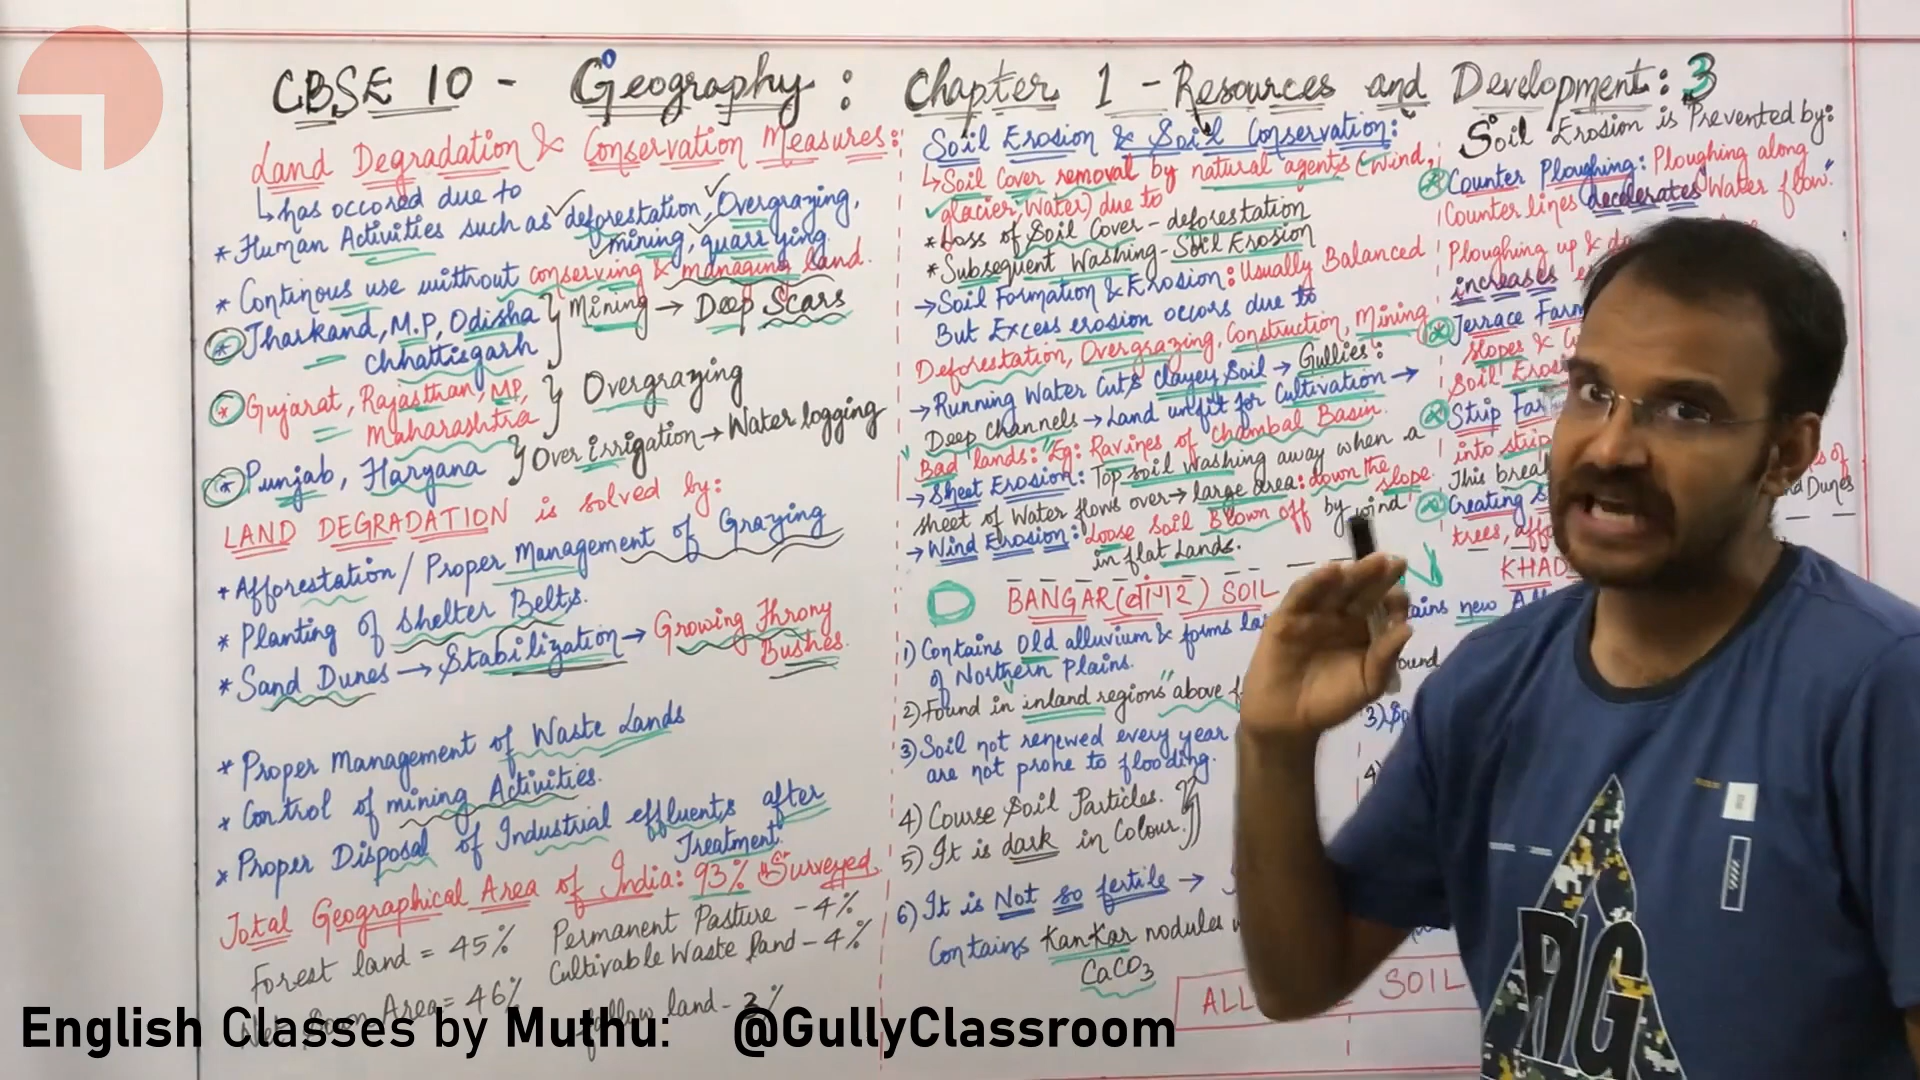 CBSE 10 - Geography: Chapter 1 - Resources and Development: 3
Land Degradation & Conservation Measures:
↳has occored due to
* Human Activities such as deforestation, Overgrazing,
mining, quarrying.
* Continous use without conserving & managing land.
* Jharkand, M.P, Odisha } Mining → Deep Scars
Chhattisgarh
* Gujarat, Rajasthan, MP, } Overgrazing
Maharashtra
* Punjab, Haryana } Over irrigation → Water logging
LAND DEGRADATION is solved by:
* Afforestation / Proper Management of Grazing
* Planting of Shelter Belts.
* Sand Dunes → Stabilization → Growing Throny
Bushes.
* Proper Management of Waste Lands
* Control of mining Activities.
* Proper Disposal of Industrial effluents after
Treatment.
Total Geographical Area of India: 93% Surveyed
Forest land = 45% Permanent Pasture - 4%
Cultivable Waste land - 4%
Area = 46% land - 3%
Soil Erosion & Soil Conservation:
↳Soil Cover removal by natural agents (Wind,
glacier, Water) due to
* Loss of Soil Cover - deforestation
* Subsequent Washing - Soil Erosion
→ Soil Formation & Erosion: Usually Balanced
But Excess erosion occors due to
Deforestation, Overgrazing, Construction, Mining
→ Running Water Cuts clayey Soil → Gullies:
Deep Channels → Land unfit for Cultivation →
"Bad lands: "Eg: Ravines of Chambal Basin.
→ Sheet Erosion: Top soil washing away when a
sheet of Water flows over → large area: down the slope.
→ Wind Erosion: Loose Soil Blown off by wind
in flat Lands.
BANGAR (बांगर) SOIL
1) Contains Old alluvium & forms
of Northern Plains.
2) Found in "inland regions" above
3) Soil not renewed every year
are not prone to flooding.
4) Course Soil Particles.
5) It is dark in Colour.
6) It is Not so fertile →
Contains Kankar nodules
CaCO3
Soil Erosion is Prevented by:
* Counter Ploughing: Ploughing along
Counter lines "decelerates" Water flow.
Ploughing up &
increases
* Terrace
slopes &
Soil
* Strip
into
This
* Creating
trees,
Dunes
new
3)
4)
SOIL
English Classes by Muthu: @GullyClassroom